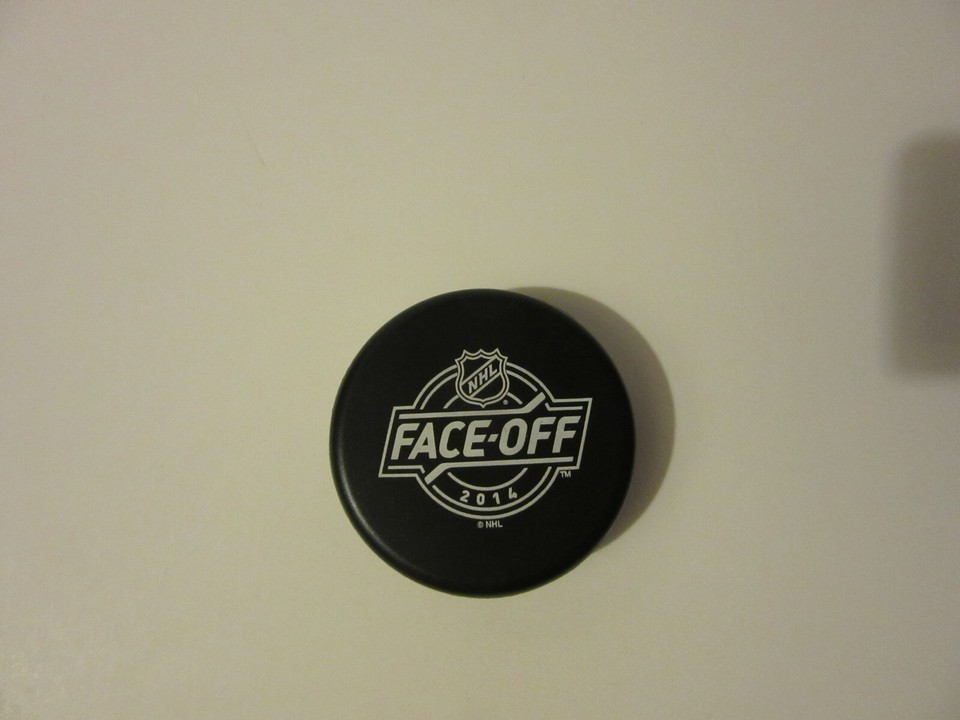 NHL
®
FACE-OFF
TM
2014
© NHL